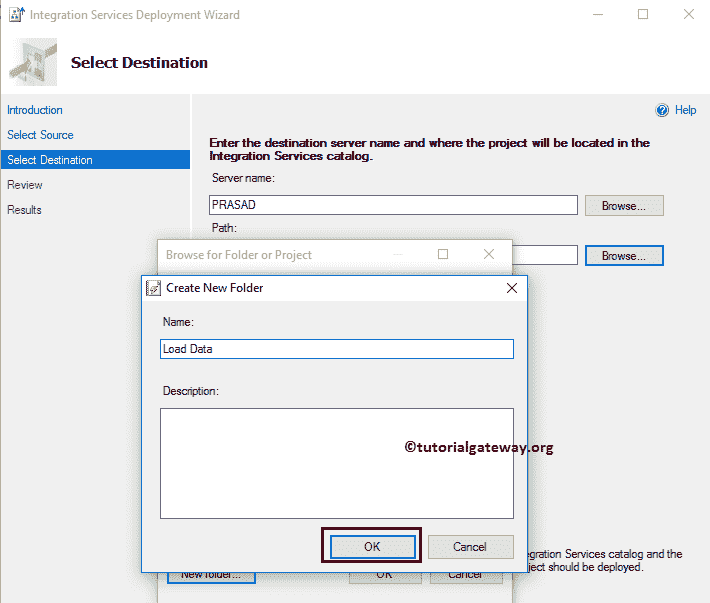 Integration Services Deployment Wizard
Select Destination
Introduction
Select Source
Select Destination
Review
Results
Help
Enter the destination server name and where the project will be located in the
Integration Services catalog.
Server name:
PRASAD
Browse...
Path:
Browse...
Browse for Folder or Project
Create New Folder
Name:
Load Data
Description:
©tutorialgateway.org
OK
Cancel
Services catalog and the
should be deployed.
New folder...
OK
Cancel